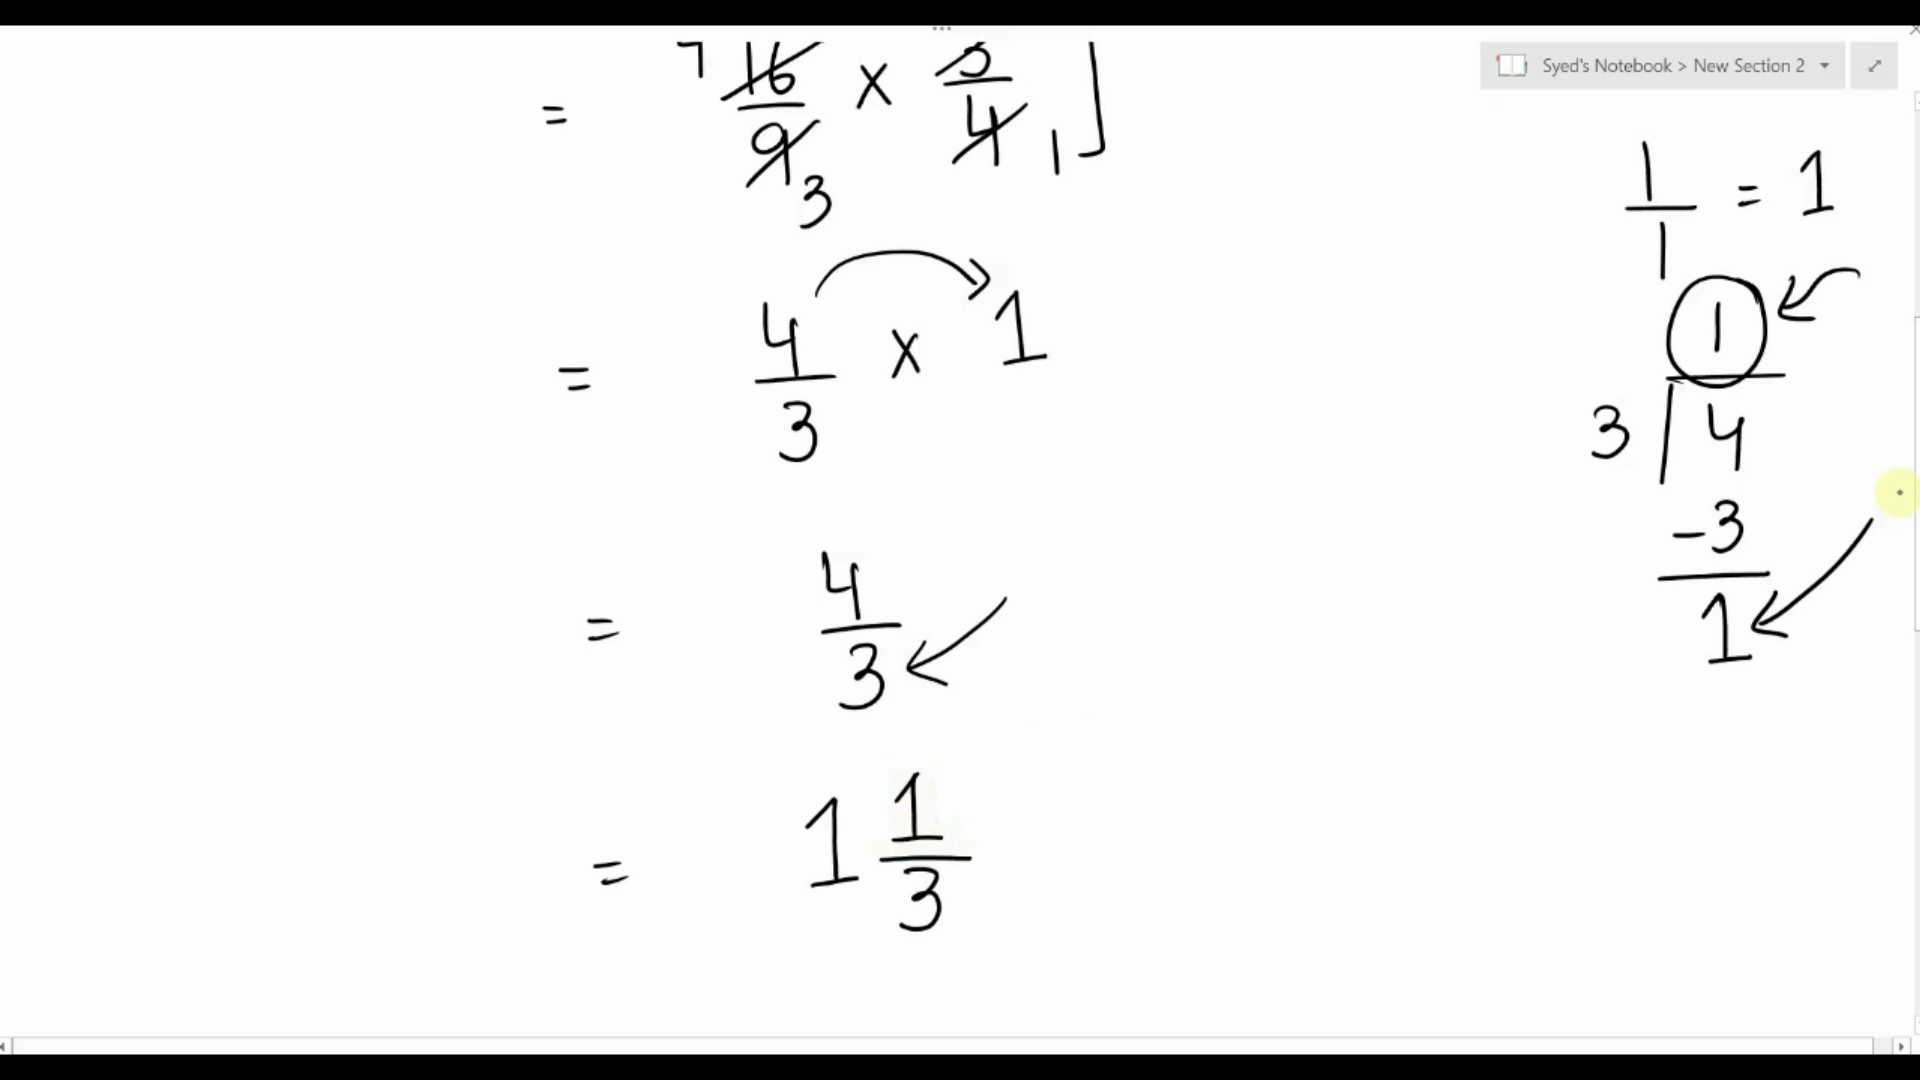 Syed's Notebook > New Section 2
= 16/9 3 × 3/4 1 ]
1/1 = 1
= 4/3 × 1
1
3 | 4
-3
1
= 4/3
= 1 1/3